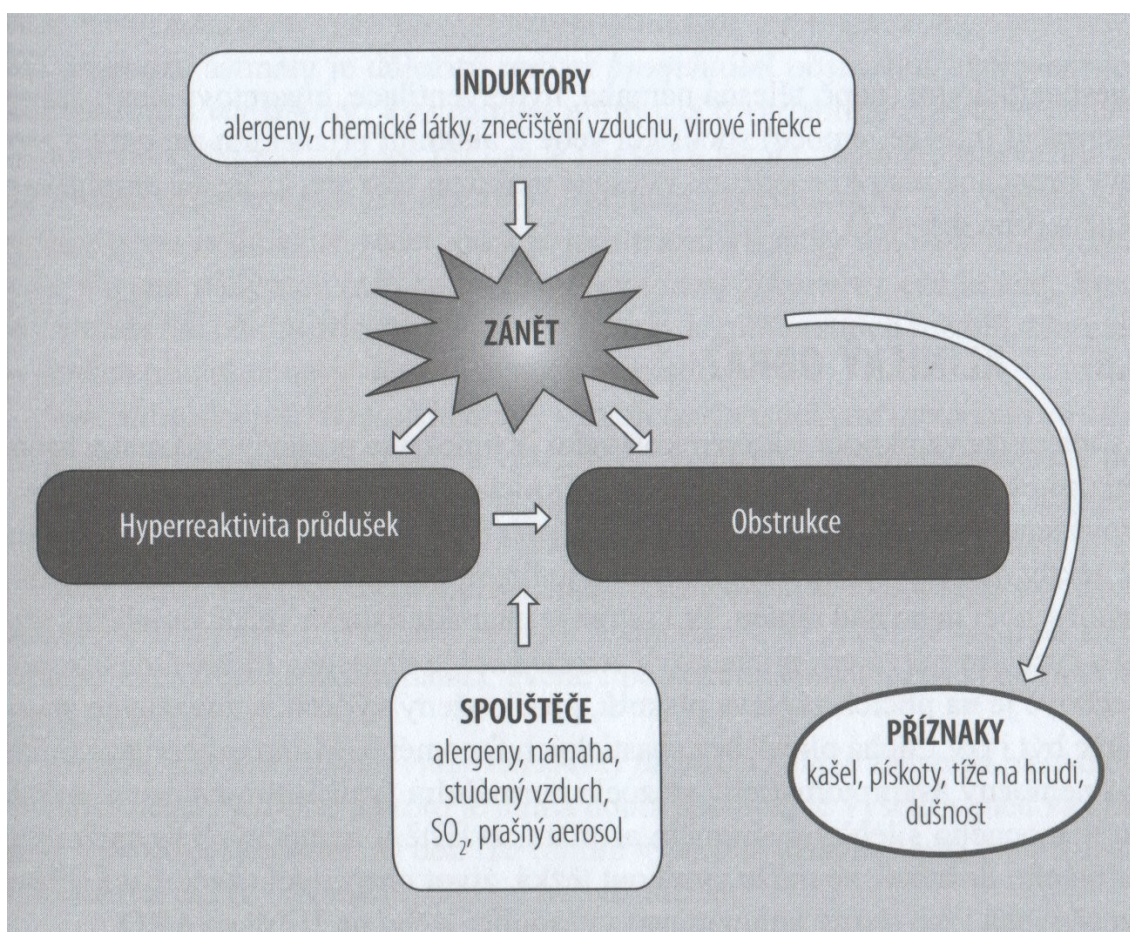 INDUKTORY
alergeny, chemické látky, znečištění vzduchu, virové infekce
ZÁNĚT
Hyperreaktivita průdušek
Obstrukce
SPOUŠTĚČE
alergeny, námaha,
studený vzduch,
SO₂, prašný aerosol
PŘÍZNAKY
kašel, pískoty, tíže na hrudi,
dušnost